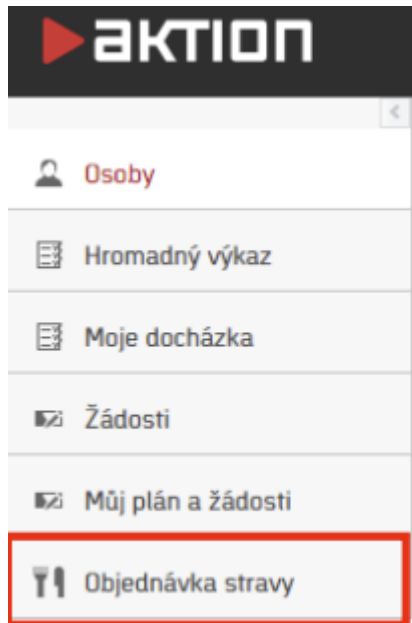 aktion
Osoby
Hromadný výkaz
Moje docházka
Žádosti
Můj plán a žádosti
Objednávka stravy